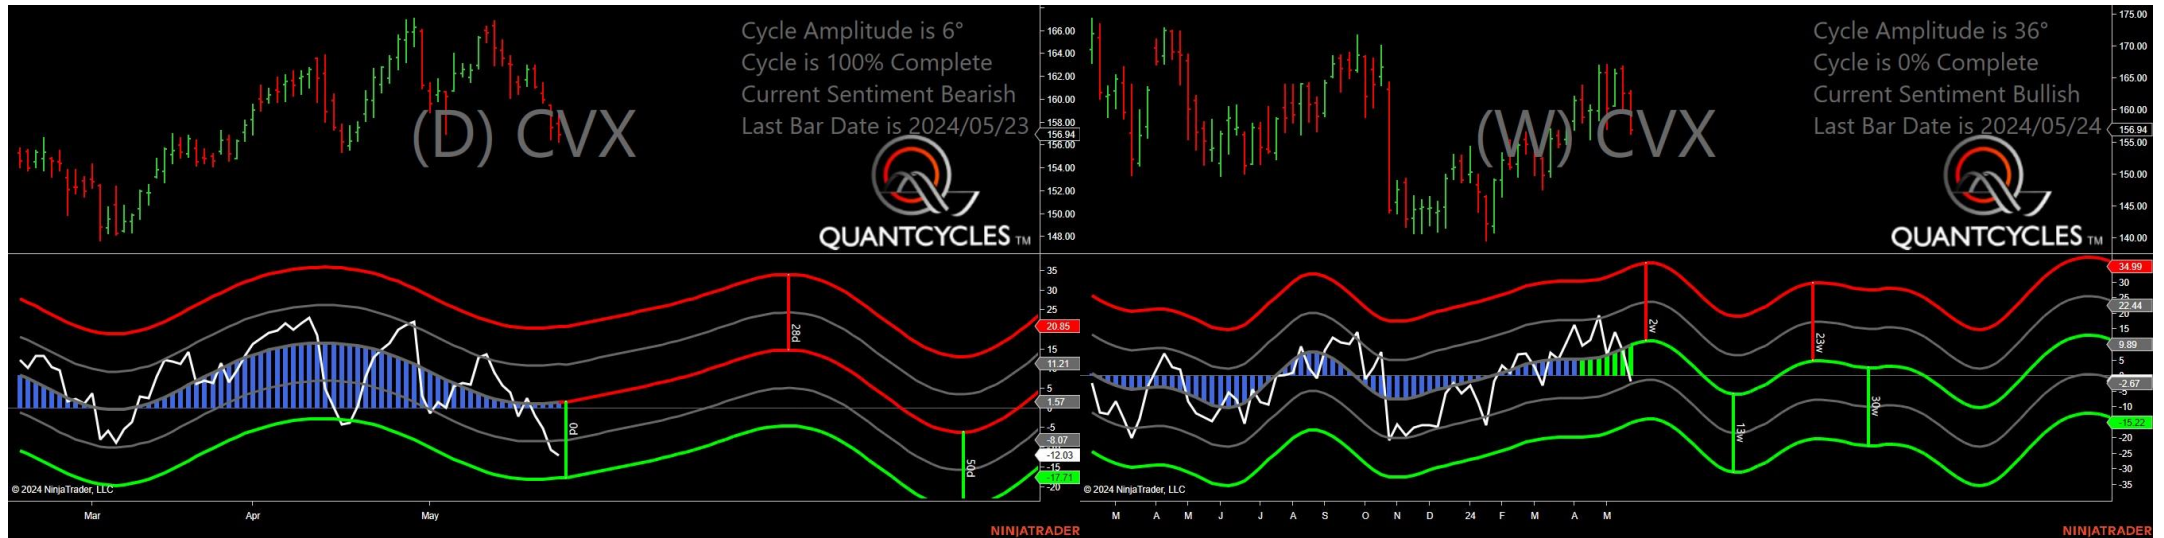 Cycle Amplitude is 6°
Cycle is 100% Complete
Current Sentiment Bearish
Last Bar Date is 2024/05/23
(D) CVX
QUANTCYCLES TM
166.00
164.00
162.00
160.00
158.00
156.94
156.00
154.00
152.00
150.00
148.00
35
30
25
20.85
15
11.21
5
1.57
0
-5
-8.07
-12.03
-15
-17.71
-20
28d
0d
50d
© 2024 NinjaTrader, LLC
Mar
Apr
May
NINJATRADER
Cycle Amplitude is 36°
Cycle is 0% Complete
Current Sentiment Bullish
Last Bar Date is 2024/05/24
(W) CVX
QUANTCYCLES TM
175.00
170.00
165.00
160.00
156.94
155.00
150.00
145.00
140.00
34.99
30
22.44
20
15
9.89
5
-2.67
-5
-10
-15.22
-20
-25
-30
-35
2w
23w
13w
30w
© 2024 NinjaTrader, LLC
M A M J J A S O N D 24 F M A M
NINJATRADER